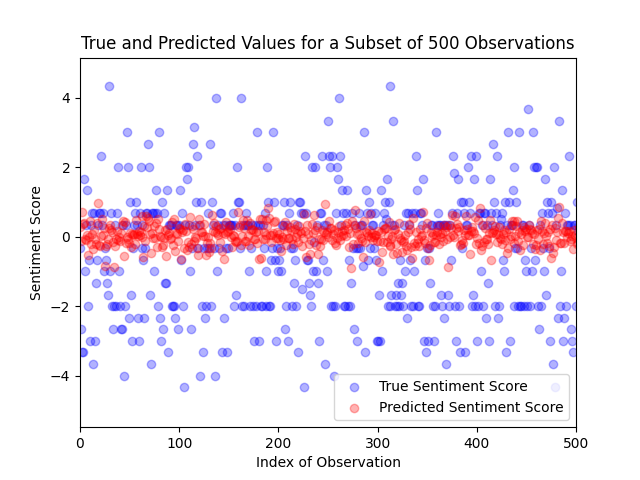 True and Predicted Values for a Subset of 500 Observations
Sentiment Score
4
2
0
−2
−4
0 100 200 300 400 500
Index of Observation
True Sentiment Score
Predicted Sentiment Score